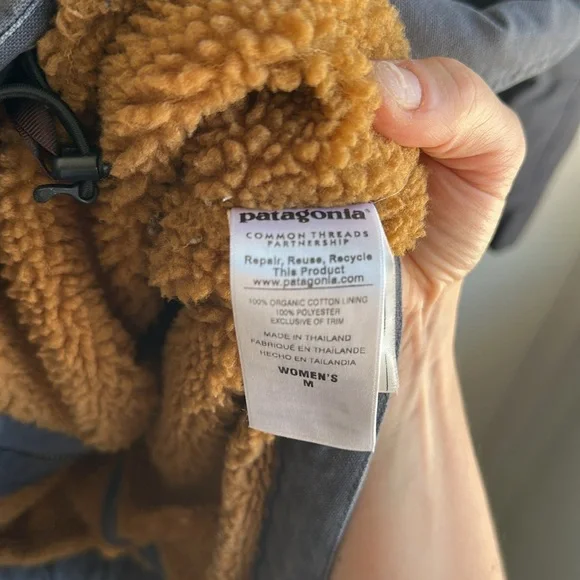 patagonia®
COMMON THREADS
PARTNERSHIP
Repair, Reuse, Recycle
This Product
www.patagonia.com
100% ORGANIC COTTON LINING
100% POLYESTER
EXCLUSIVE OF TRIM
MADE IN THAILAND
FABRIQUÉ EN THAÏLANDE
HECHO EN TAILANDIA
WOMEN'S
M